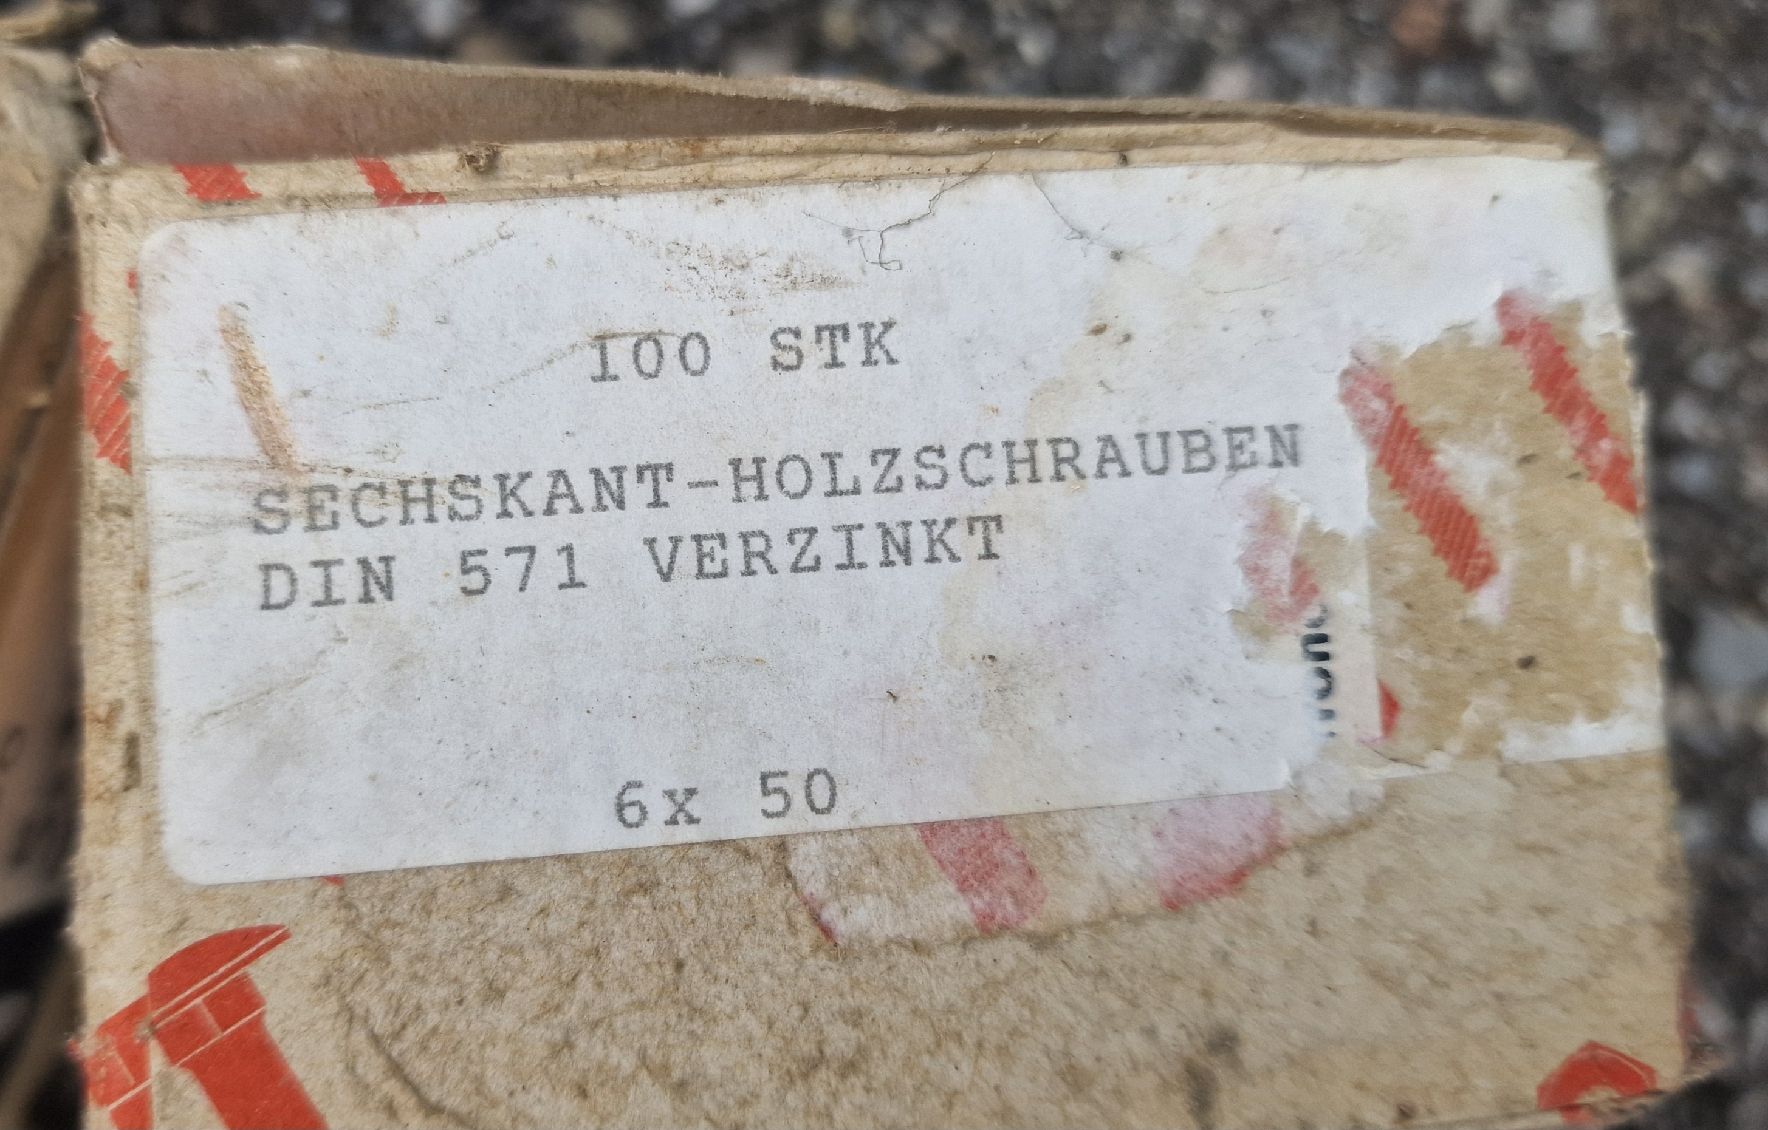 100 STK
SECHSKANT-HOLZSCHRAUBEN
DIN 571 VERZINKT
6x 50